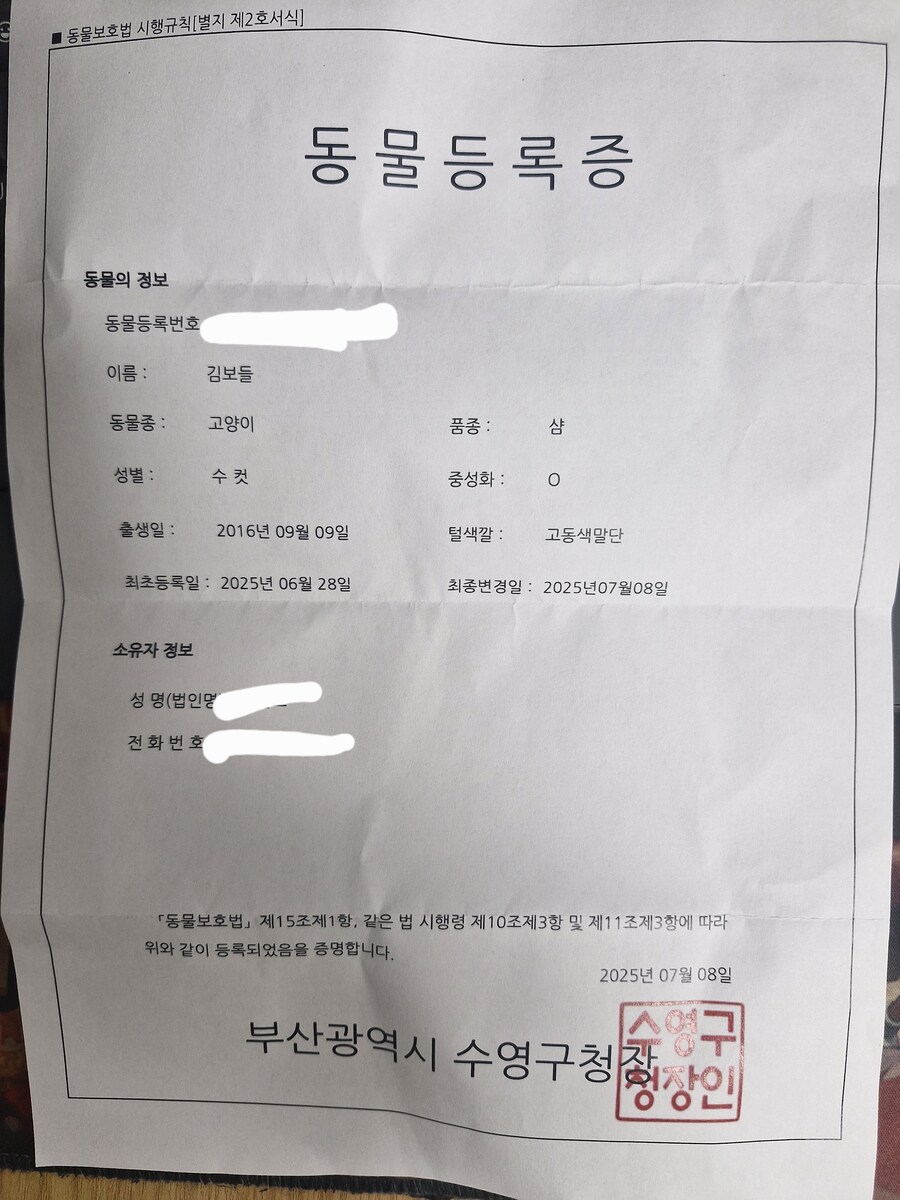 ■ 동물보호법 시행규칙[별지 제2호서식]
동물등록증
동물의 정보
동물등록번호
이름 : 김보들
동물종 : 고양이 품종 : 샴
성별 : 수컷 중성화 : O
출생일 : 2016년 09월 09일 털색깔 : 고동색말단
최초등록일 : 2025년 06월 28일 최종변경일 : 2025년07월08일
소유자 정보
성 명(법인명
전 화 번 호
「동물보호법」 제15조제1항, 같은 법 시행령 제10조제3항 및 제11조제3항에 따라
위와 같이 등록되었음을 증명합니다.
2025년 07월 08일
부산광역시 수영구청장
수영구
청장인